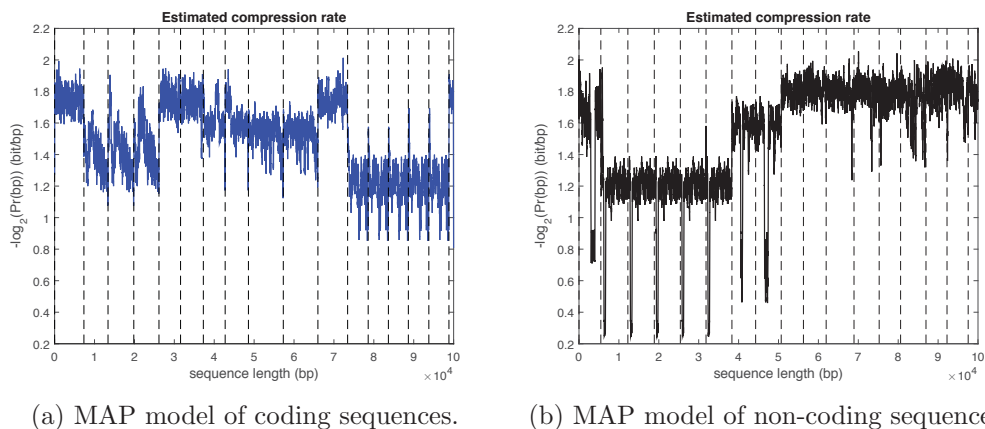 Estimated compression rate
2.2
2
1.8
1.6
1.4
1.2
1
0.8
0.6
0.4
0.2
-log2(Pr(bp)) (bit/bp)
0 1 2 3 4 5 6 7 8 9 10
sequence length (bp)
×10^4
(a) MAP model of coding sequences.
Estimated compression rate
2.2
2
1.8
1.6
1.4
1.2
1
0.8
0.6
0.4
0.2
-log2(Pr(bp)) (bit/bp)
0 1 2 3 4 5 6 7 8 9 10
sequence length (bp)
×10^4
(b) MAP model of non-coding sequence